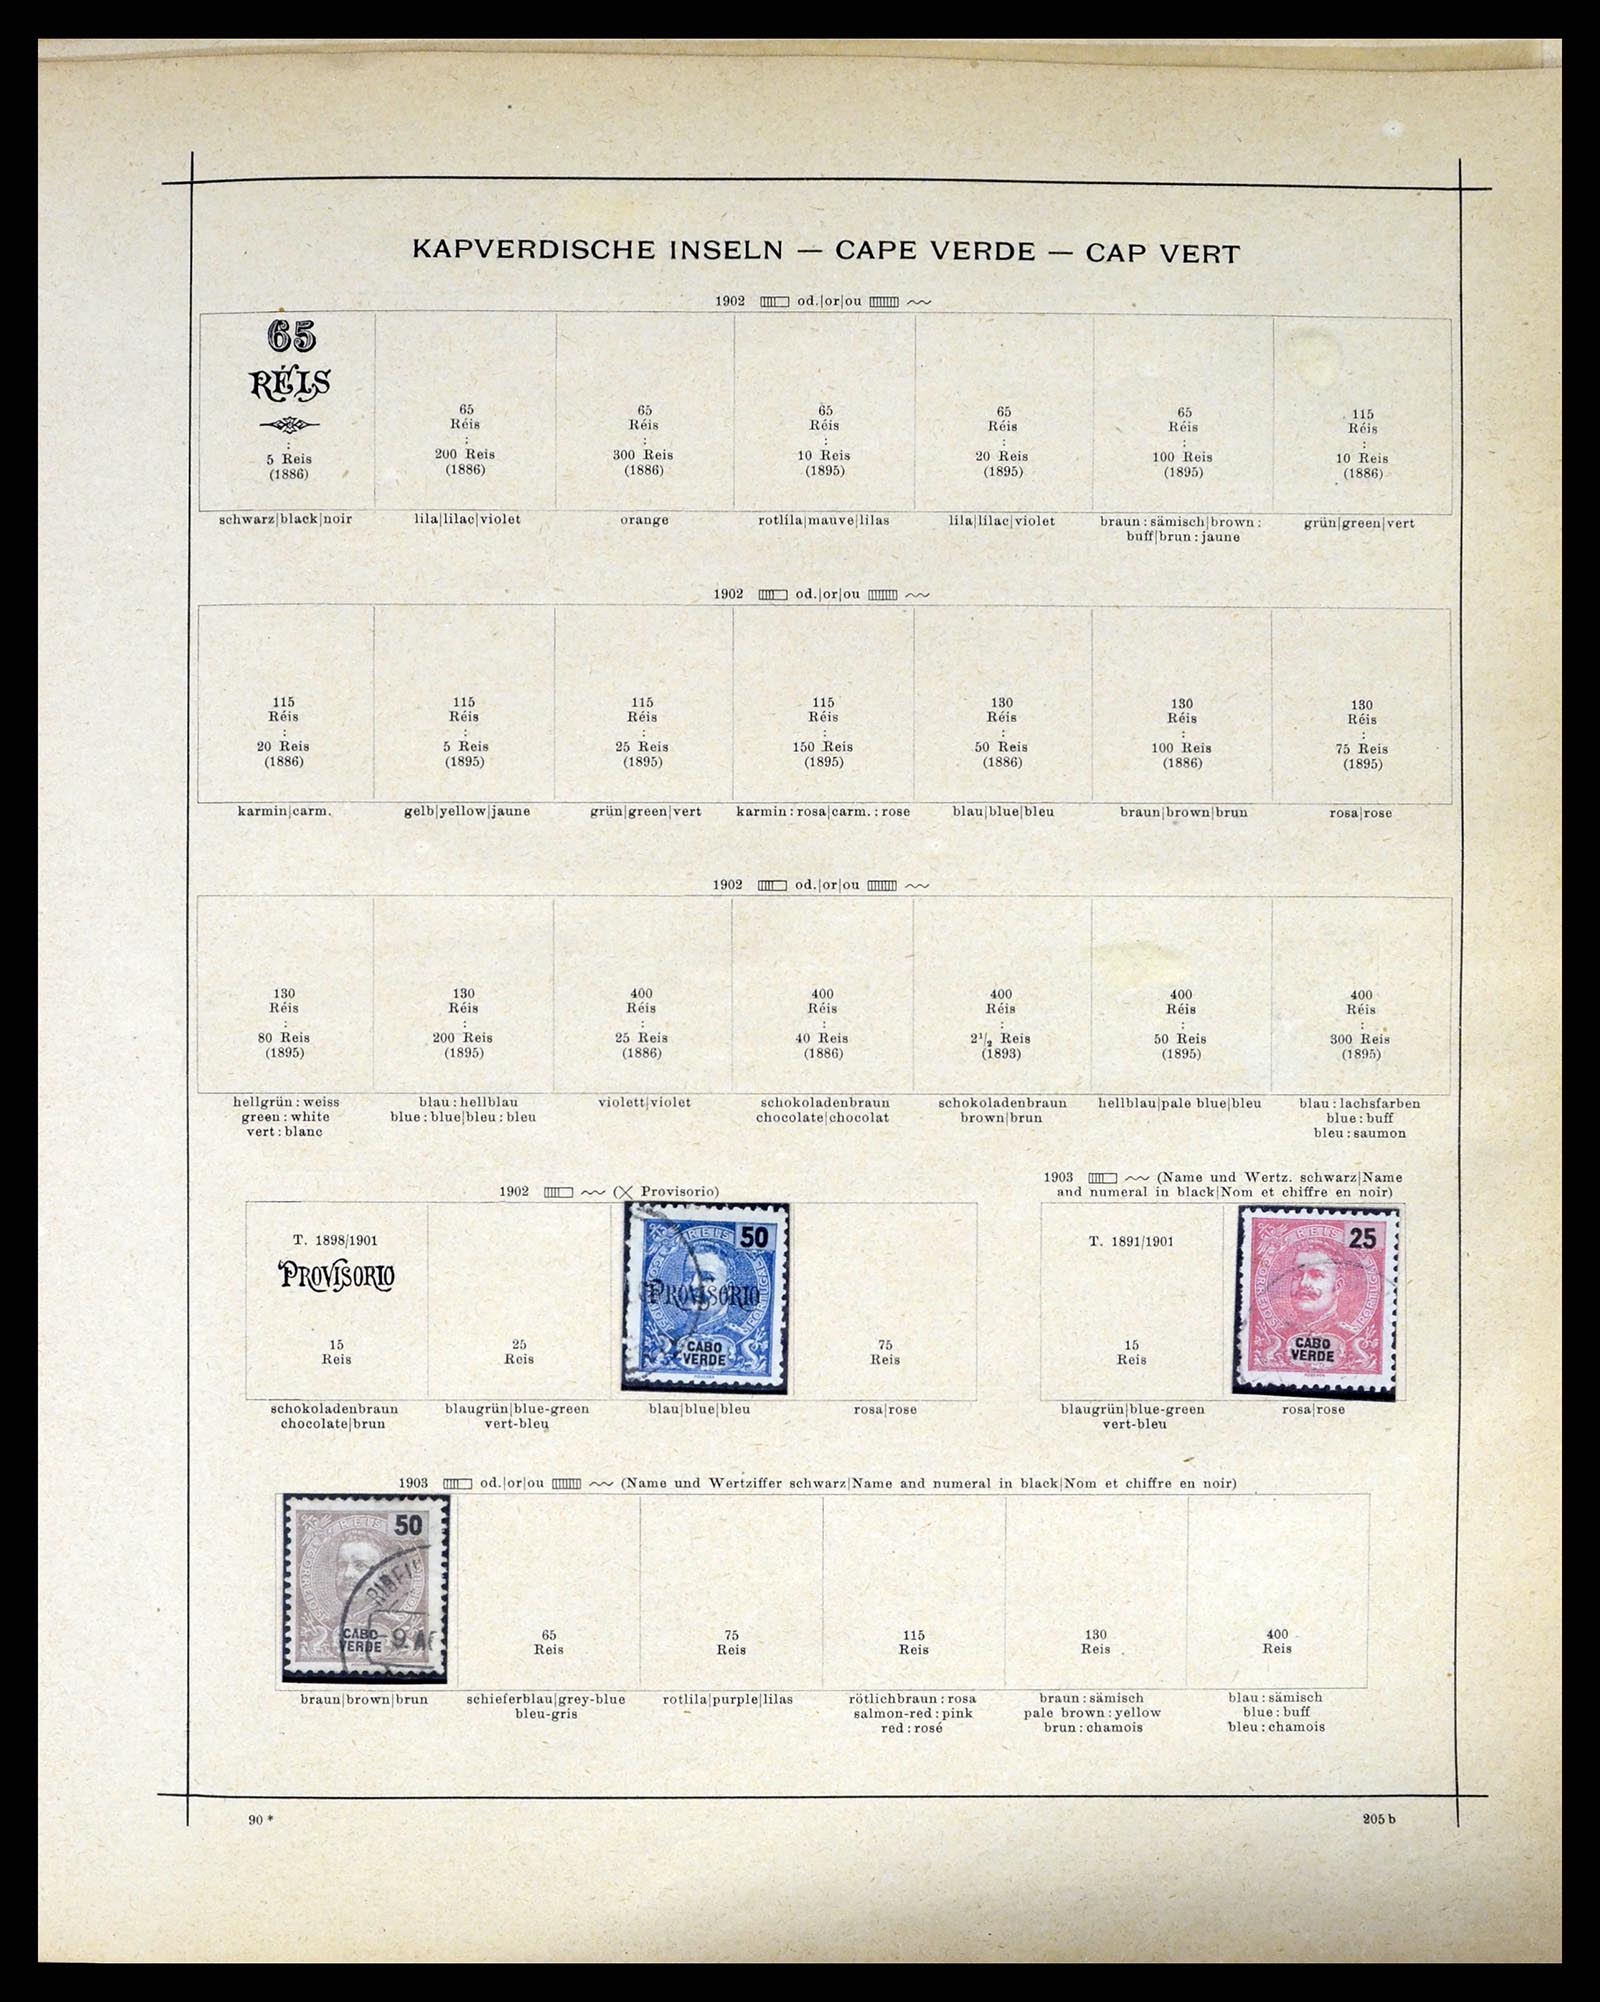 KAPVERDISCHE INSELN — CAPE VERDE — CAP VERT
1902 od.|or|ou
65
RÉIS
:
5 Reis
(1886)
65
Réis
:
200 Reis
(1886)
65
Réis
:
300 Reis
(1886)
65
Réis
:
10 Reis
(1895)
65
Réis
:
20 Reis
(1895)
65
Réis
:
100 Reis
(1895)
115
Réis
:
10 Reis
(1886)
schwarz|black|noir
lila|lilac|violet
orange
rotlila|mauve|lilas
lila|lilac|violet
braun : sämisch|brown :
buff|brun : jaune
grün|green|vert
1902 od.|or|ou
115
Réis
:
20 Reis
(1886)
115
Réis
:
5 Reis
(1895)
115
Réis
:
25 Reis
(1895)
115
Réis
:
150 Reis
(1895)
130
Réis
:
50 Reis
(1886)
130
Réis
:
100 Reis
(1886)
130
Réis
:
75 Reis
(1895)
karmin|carm.
gelb|yellow|jaune
grün|green|vert
karmin : rosa|carm. : rose
blau|blue|bleu
braun|brown|brun
rosa|rose
1902 od.|or|ou
130
Réis
:
80 Reis
(1895)
130
Réis
:
200 Reis
(1895)
400
Réis
:
25 Reis
(1886)
400
Réis
:
40 Reis
(1886)
400
Réis
:
2½ Reis
(1893)
400
Réis
:
50 Reis
(1895)
400
Réis
:
300 Reis
(1895)
hellgrün : weiss
green : white
vert : blanc
blau : hellblau
blue : blue|bleu : bleu
violett|violet
schokoladenbraun
chocolate|chocolat
schokoladenbraun
brown|brun
hellblau|pale blue|bleu
blau : lachsfarben
blue : buff
bleu : saumon
1902 (X Provisorio)
T. 1898/1901
PROVISORIO
15
Reis
25
Reis
REIS
50
CORREIOS
PORTUGAL
PROVISORIO
CABO
VERDE
75
Reis
schokoladenbraun
chocolate|brun
blaugrün|blue-green
vert-bleu
blau|blue|bleu
rosa|rose
1903 (Name und Wertz. schwarz|Name
and numeral in black|Nom et chiffre en noir)
T. 1891/1901
15
Reis
REIS
25
CORREIOS
PORTUGAL
CABO
VERDE
blaugrün|blue-green
vert-bleu
rosa|rose
1903 od.|or|ou (Name und Wertziffer schwarz|Name and numeral in black|Nom et chiffre en noir)
REIS
50
CORREIOS
CABO
VERDE
65
Reis
75
Reis
115
Reis
130
Reis
400
Reis
braun|brown|brun
schieferblau|grey-blue
bleu-gris
rotlila|purple|lilas
rötlichbraun : rosa
salmon-red : pink
red : rosé
braun : sämisch
pale brown : yellow
brun : chamois
blau : sämisch
blue : buff
bleu : chamois
90 *
205 b